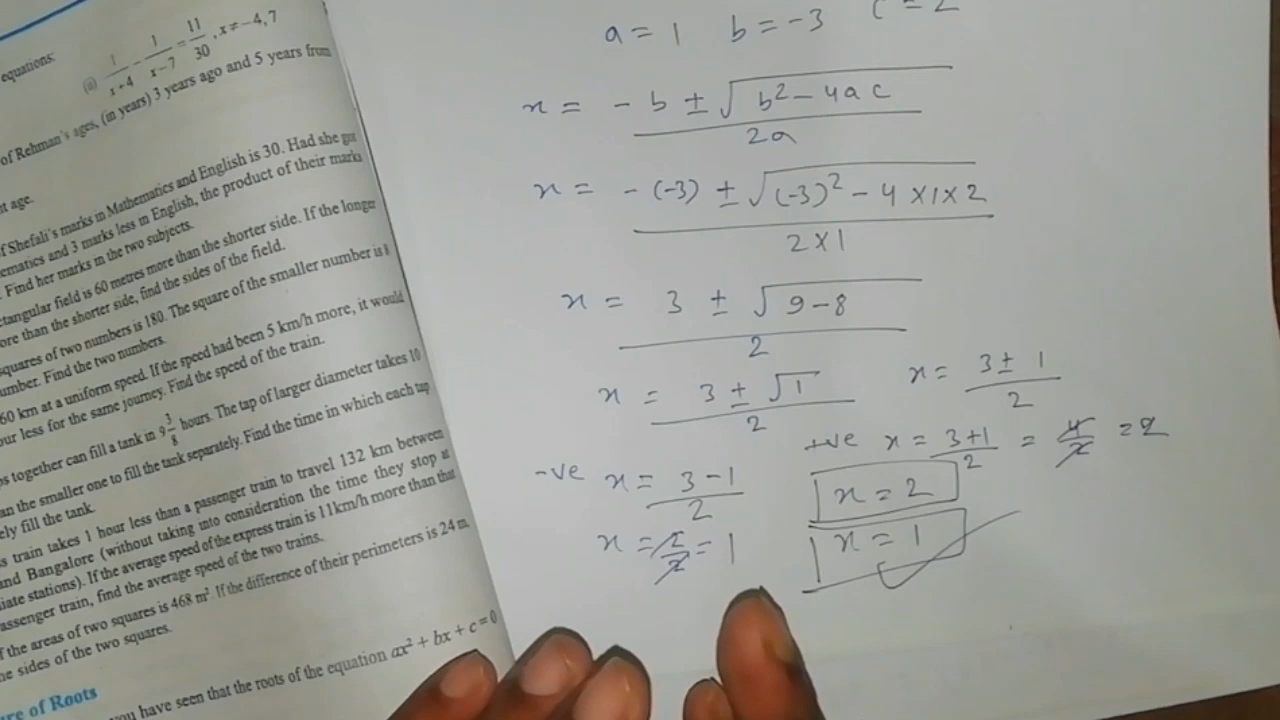 equations:
(ii) 1/x+4 − 1/x−7 = 11/30, x ≠ −4, 7
of Rehman's ages, (in years) 3 years ago and 5 years from
nt age.
f Shefali's marks in Mathematics and English is 30. Had she got
ematics and 3 marks less in English, the product of their marks
. Find her marks in the two subjects.
ctangular field is 60 metres more than the shorter side. If the longer
ore than the shorter side, find the sides of the field.
squares of two numbers is 180. The square of the smaller number is 8
umber. Find the two numbers.
60 km at a uniform speed. If the speed had been 5 km/h more, it would
our less for the same journey. Find the speed of the train.
ps together can fill a tank in 9 3/8 hours. The tap of larger diameter takes 10
an the smaller one to fill the tank separately. Find the time in which each tap
ely fill the tank.
s train takes 1 hour less than a passenger train to travel 132 km between
and Bangalore (without taking into consideration the time they stop at
iate stations). If the average speed of the express train is 11km/h more than that
assenger train, find the average speed of the two trains.
f the areas of two squares is 468 m². If the difference of their perimeters is 24 m,
he sides of the two squares.
re of Roots
you have seen that the roots of the equation ax² + bx + c = 0
a = 1 b = -3 c = 2
x = - b ± √b² - 4ac
2a
x = - (-3) ± √(-3)² - 4 x 1 x 2
2 x 1
x = 3 ± √9 - 8
2
x = 3 ± √1
2
x = 3 ± 1
2
+ve x = 3+1 = 4/2 = 2
2
-ve x = 3 - 1
2
x = 2
x = 2/2 = 1
x = 1